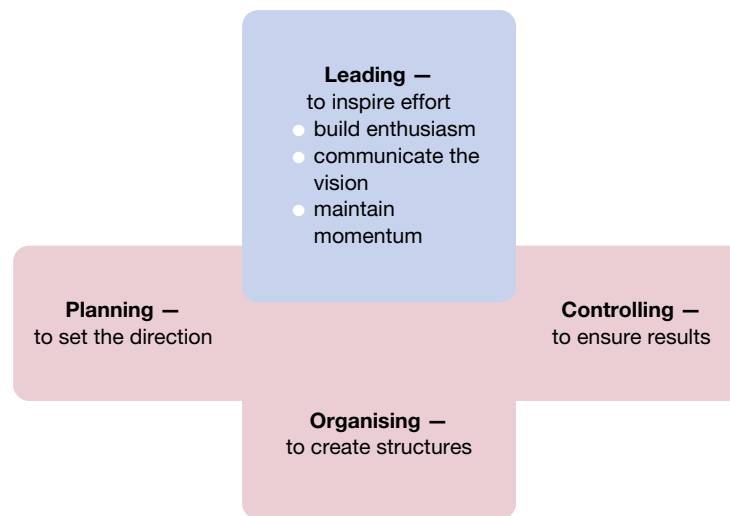 Leading —
to inspire effort
build enthusiasm
communicate the
vision
maintain
momentum
Planning —
to set the direction
Controlling —
to ensure results
Organising —
to create structures